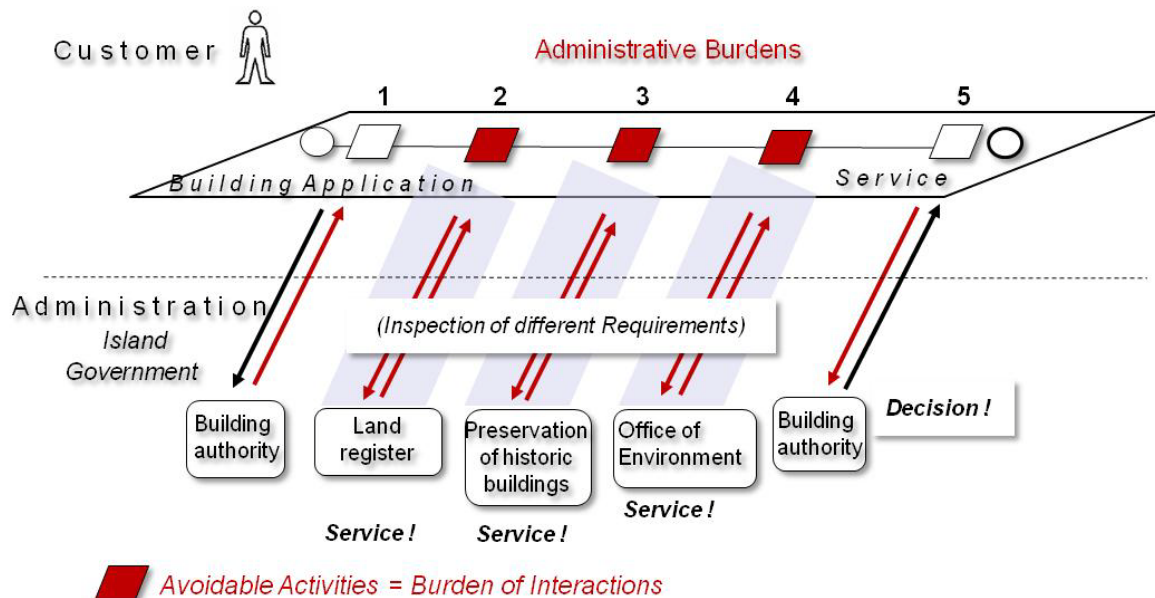 Customer
Administrative Burdens
1 2 3 4 5
Building Application
Service
Administration
Island
Government
(Inspection of different Requirements)
Building
authority
Land
register
Preservation
of historic
buildings
Office of
Environment
Building
authority
Decision !
Service !
Service !
Service !
Avoidable Activities = Burden of Interactions